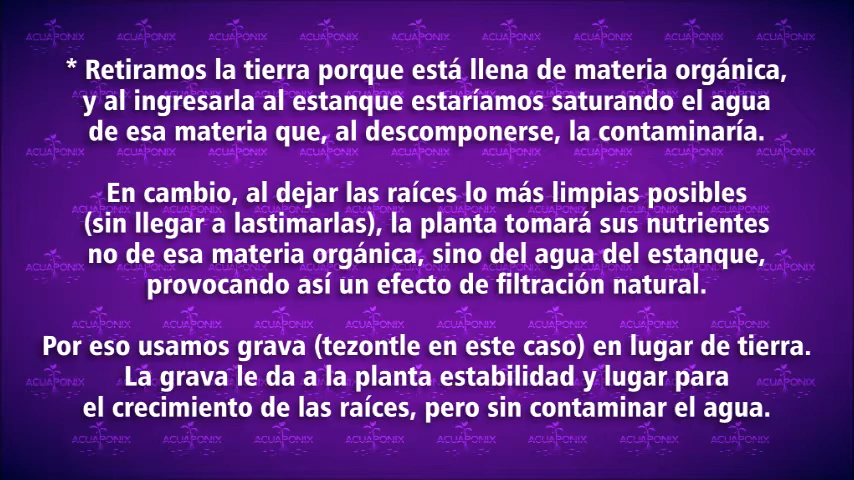 * Retiramos la tierra porque está llena de materia orgánica,
y al ingresarla al estanque estaríamos saturando el agua
de esa materia que, al descomponerse, la contaminaría.
En cambio, al dejar las raíces lo más limpias posibles
(sin llegar a lastimarlas), la planta tomará sus nutrientes
no de esa materia orgánica, sino del agua del estanque,
provocando así un efecto de filtración natural.
Por eso usamos grava (tezontle en este caso) en lugar de tierra.
La grava le da a la planta estabilidad y lugar para
el crecimiento de las raíces, pero sin contaminar el agua.
ACUAPONIX